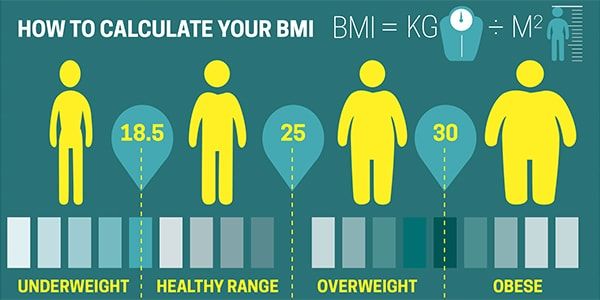 HOW TO CALCULATE YOUR BMI
BMI = KG ÷ M²
18.5
25
30
UNDERWEIGHT
HEALTHY RANGE
OVERWEIGHT
OBESE